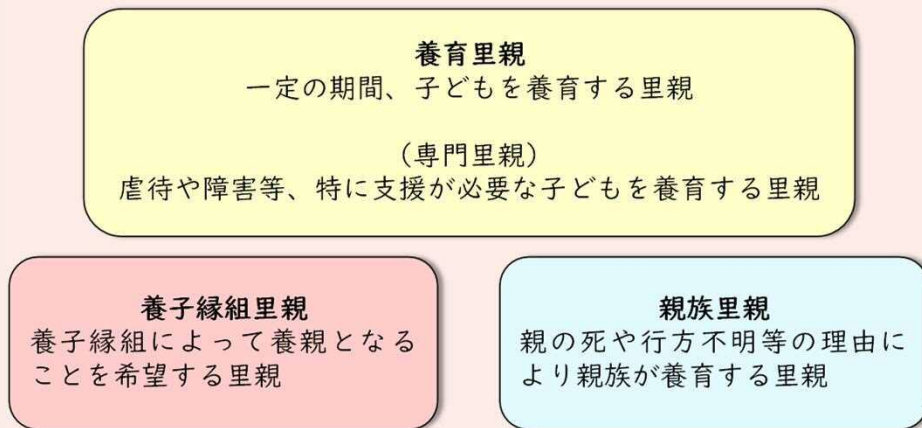 養育里親
一定の期間、子どもを養育する里親
（専門里親）
虐待や障害等、特に支援が必要な子どもを養育する里親
養子縁組里親
養子縁組によって養親となる
ことを希望する里親
親族里親
親の死や行方不明等の理由に
より親族が養育する里親